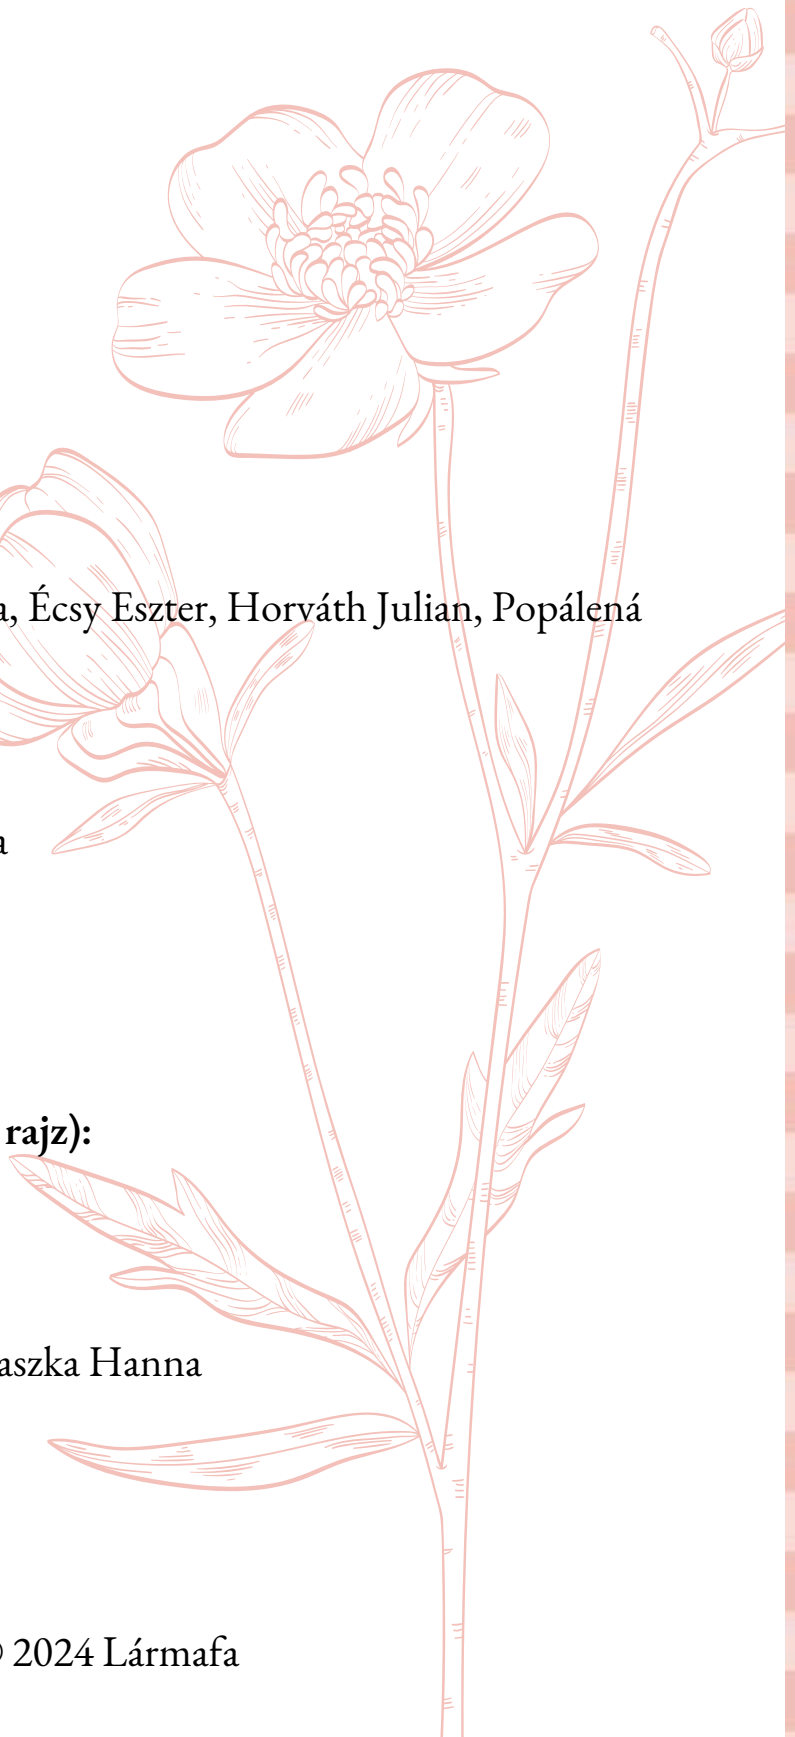 a, Écsy Eszter, Horváth Julian, Popálená
a
rajz):
aszka Hanna
© 2024 Lármafa